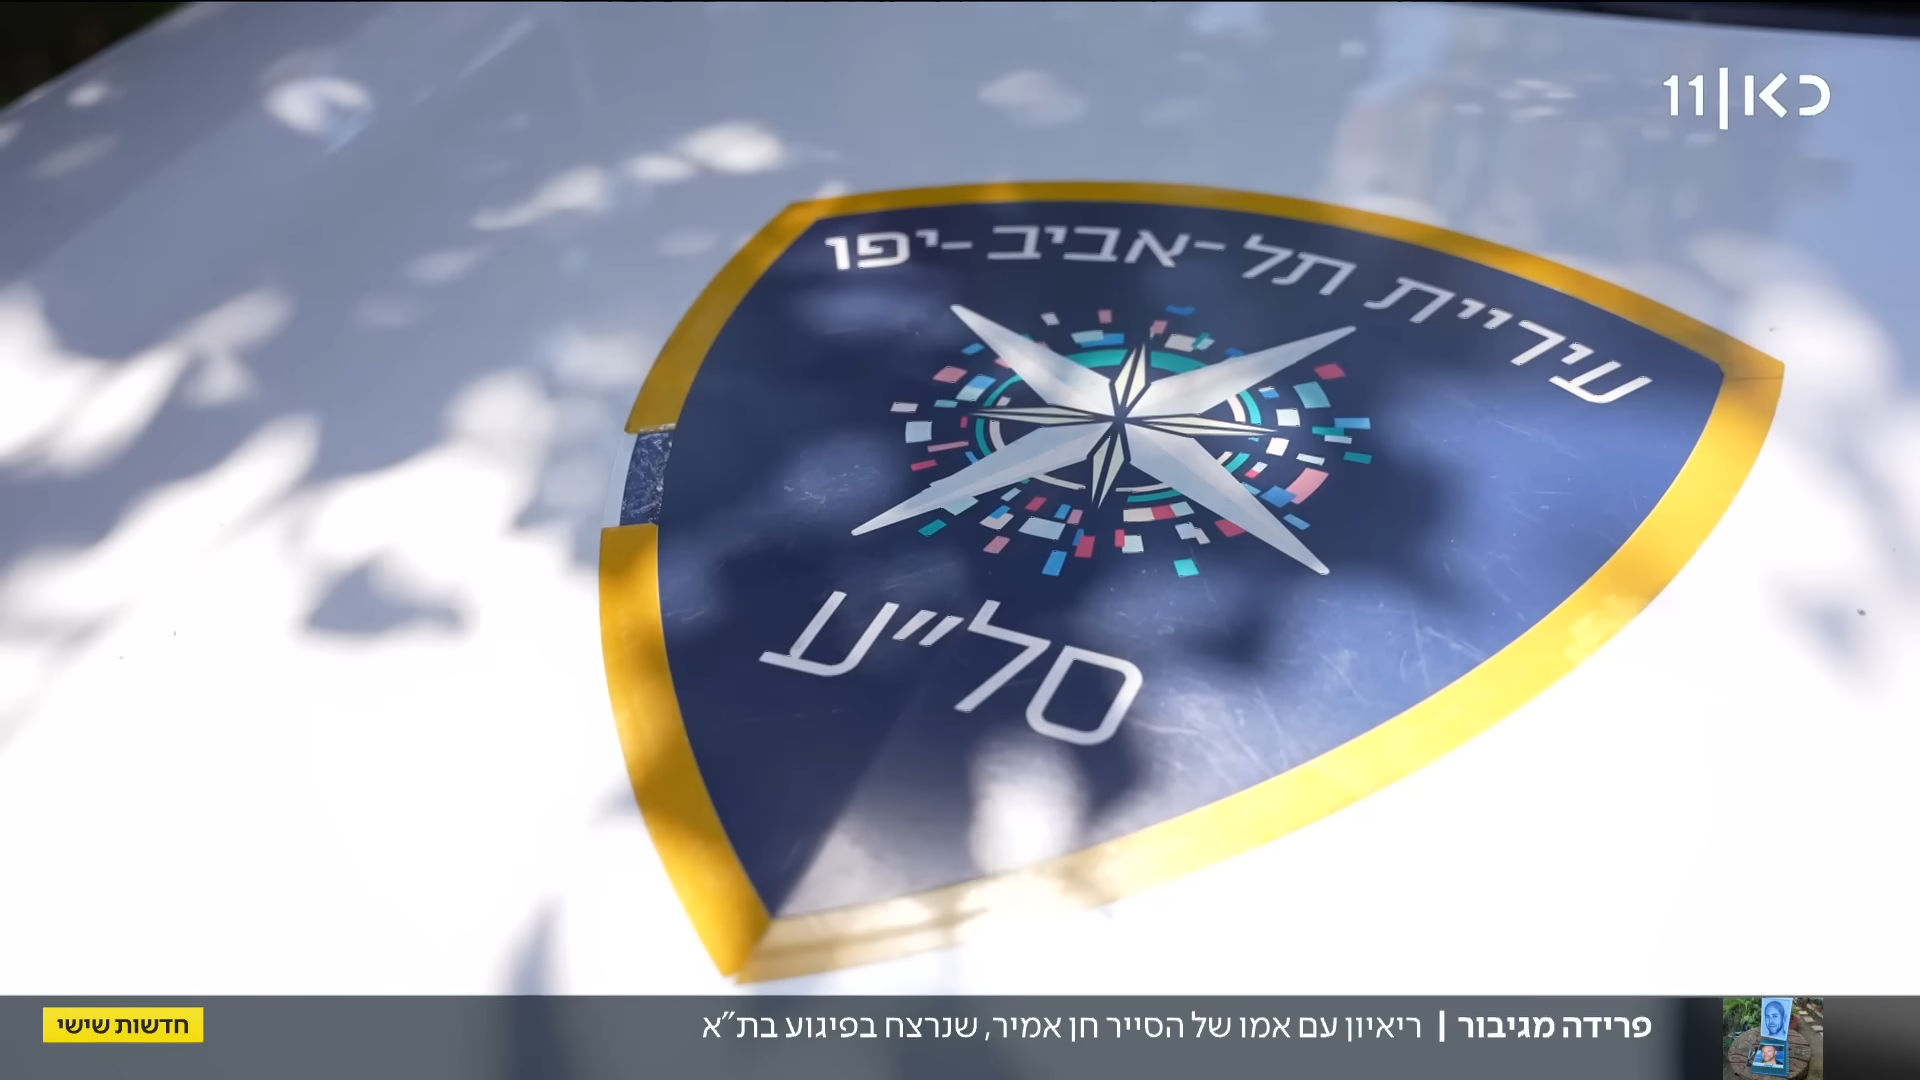 כאן|11
עיריית תל-אביב-יפו
סל״ע
פרידה מגיבור | ריאיון עם אמו של הסייר חן אמיר, שנרצח בפיגוע בת״א
חדשות שישי